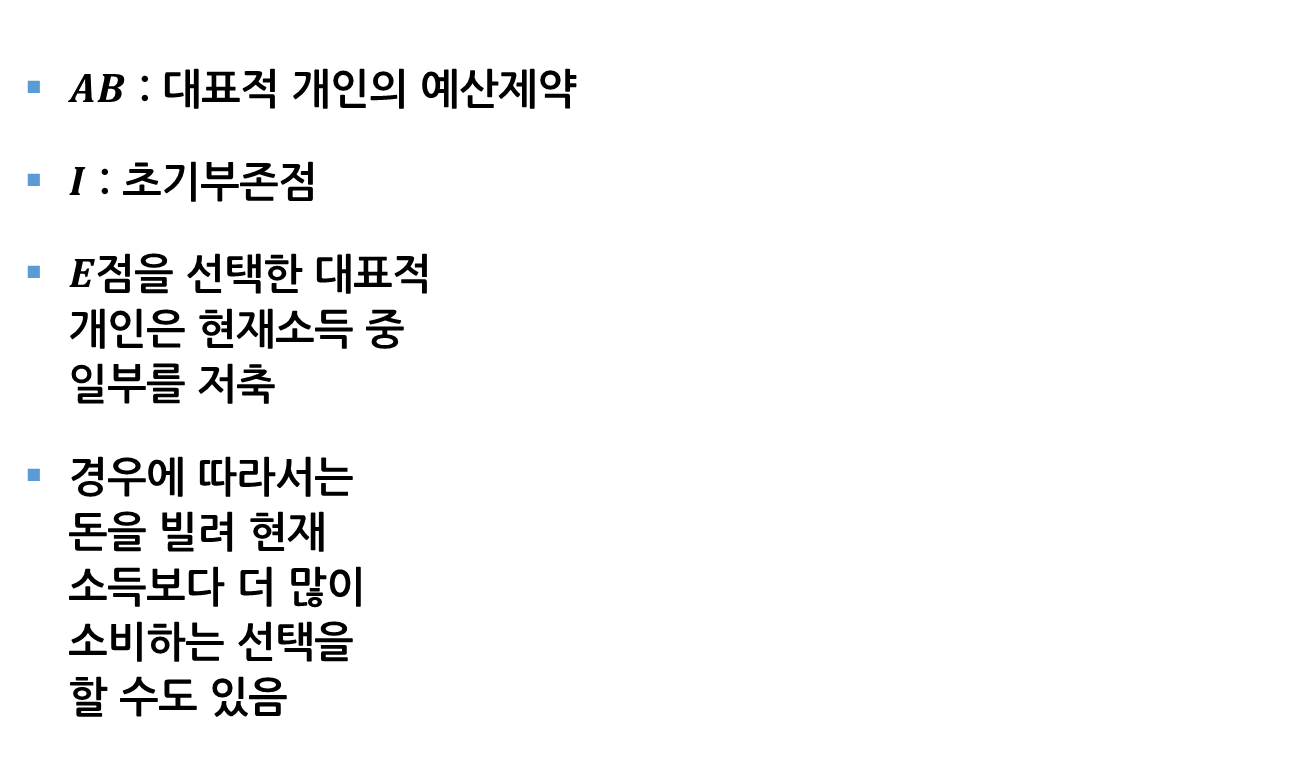 ▪ AB : 대표적 개인의 예산제약
▪ I : 초기부존점
▪ E점을 선택한 대표적
개인은 현재소득 중
일부를 저축
▪ 경우에 따라서는
돈을 빌려 현재
소득보다 더 많이
소비하는 선택을
할 수도 있음